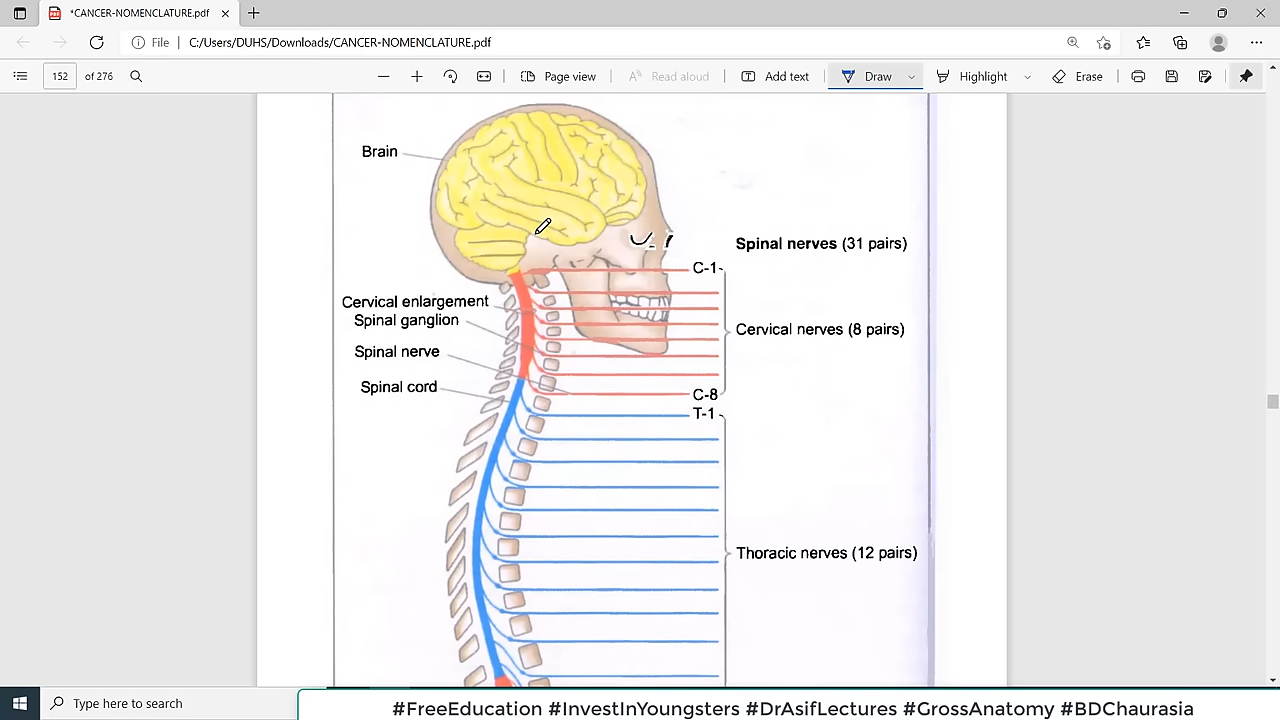 *CANCER-NOMENCLATURE.pdf
File C:/Users/DUHS/Downloads/CANCER-NOMENCLATURE.pdf
152 of 276 Page view Read aloud Add text Draw Highlight Erase
Brain
Spinal nerves (31 pairs)
C-1
Cervical enlargement
Spinal ganglion
Cervical nerves (8 pairs)
Spinal nerve
Spinal cord
C-8
T-1
Thoracic nerves (12 pairs)
Type here to search
#FreeEducation #InvestInYoungsters #DrAsifLectures #GrossAnatomy #BDChaurasia